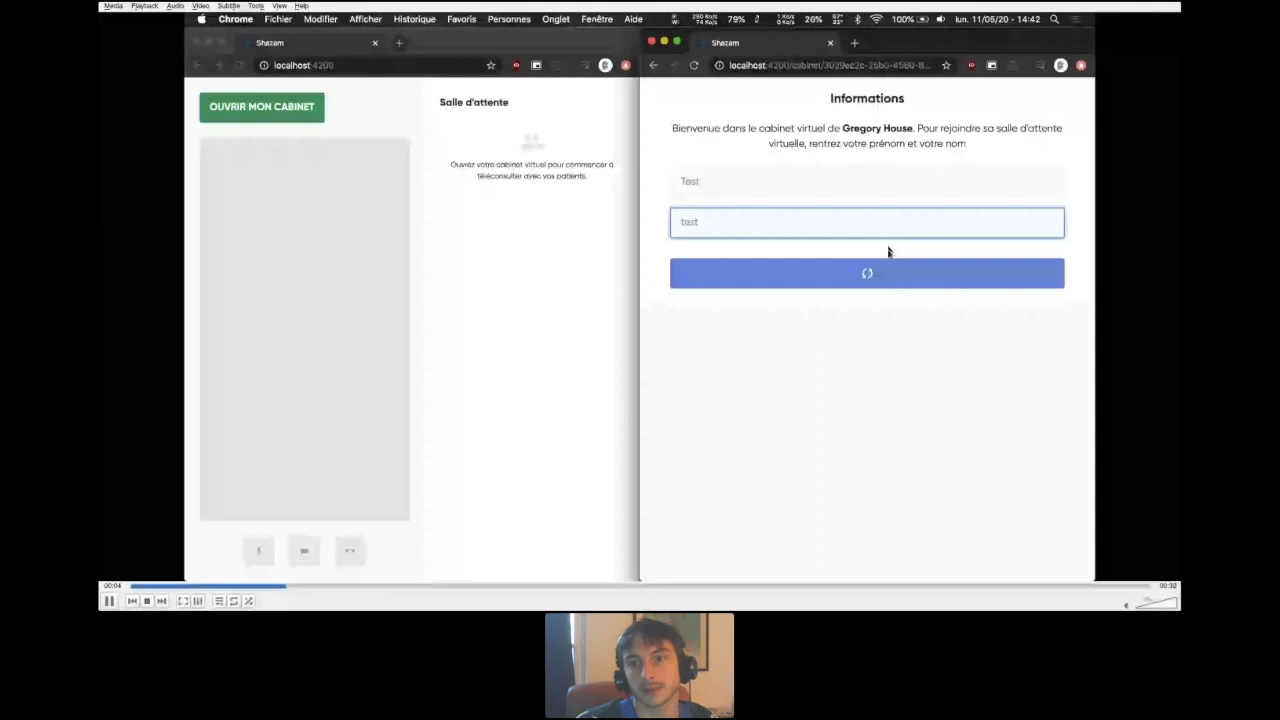 Media Playback Audio Video Subtitle Tools View Help
Chrome Fichier Modifier Afficher Historique Favoris Personnes Onglet Fenêtre Aide 79% 26% 100% lun. 11/05/20 - 14:42
Shazam
Shazam
localhost:4200
localhost:4200/cabinet/
OUVRIR MON CABINET
Salle d'attente
Ouvrez votre cabinet virtuel pour commencer à
téléconsulter avec vos patients.
Informations
Bienvenue dans le cabinet virtuel de Gregory House. Pour rejoindre sa salle d'attente
virtuelle, rentrez votre prénom et votre nom
Test
test
00:04
00:32